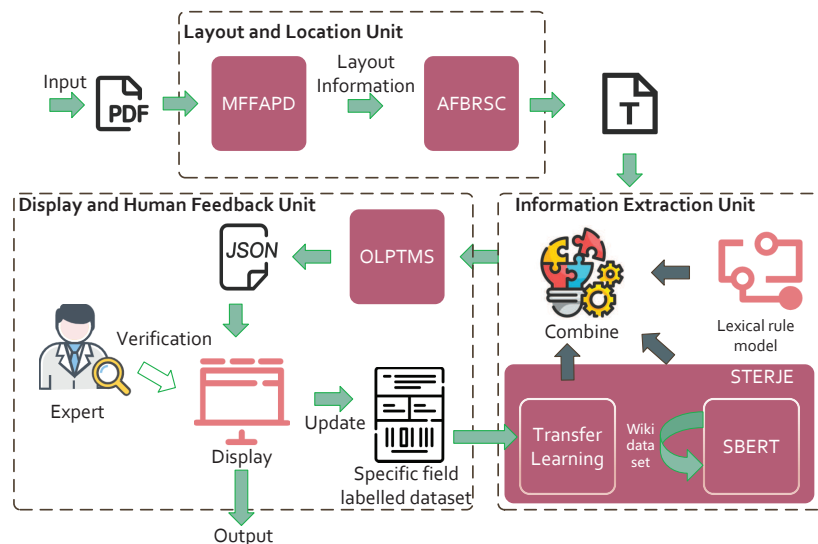 Layout and Location Unit
Input
PDF
MFFAPD
Layout
Information
AFBRSC
T
Display and Human Feedback Unit
JSON
OLPTMS
Verification
Expert
Display
Update
Specific field
labelled dataset
Output
Information Extraction Unit
Combine
Lexical rule
model
STERJE
Transfer
Learning
Wiki
data
set
SBERT